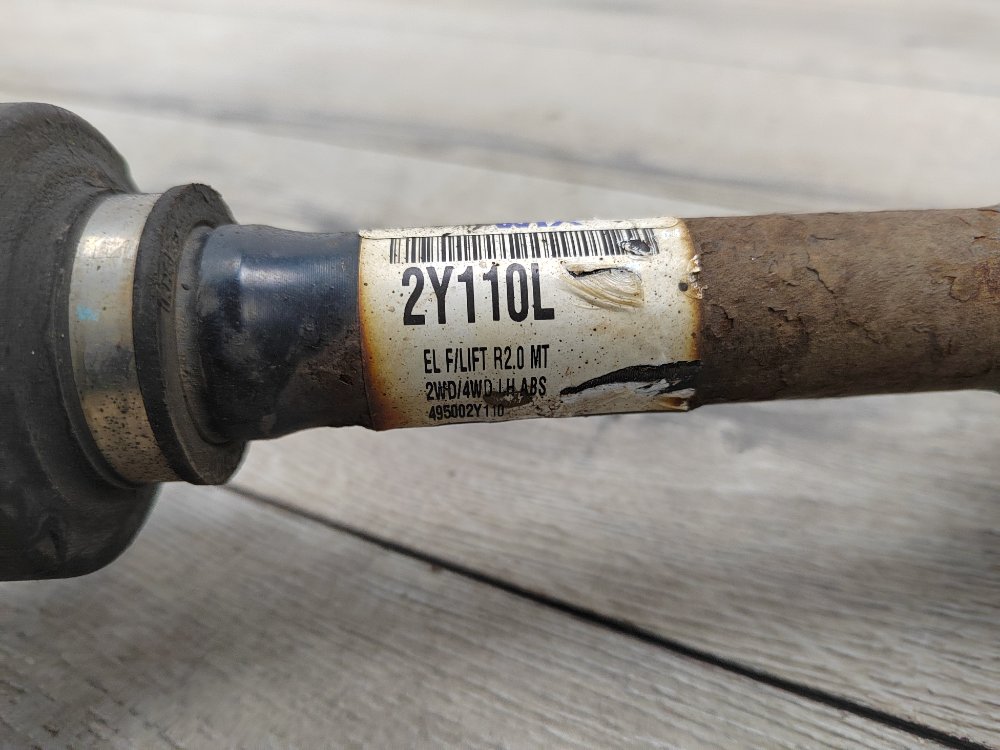 2Y110L
EL F/LIFT R2.0 MT
2WD/4WD LH ABS
495002Y110